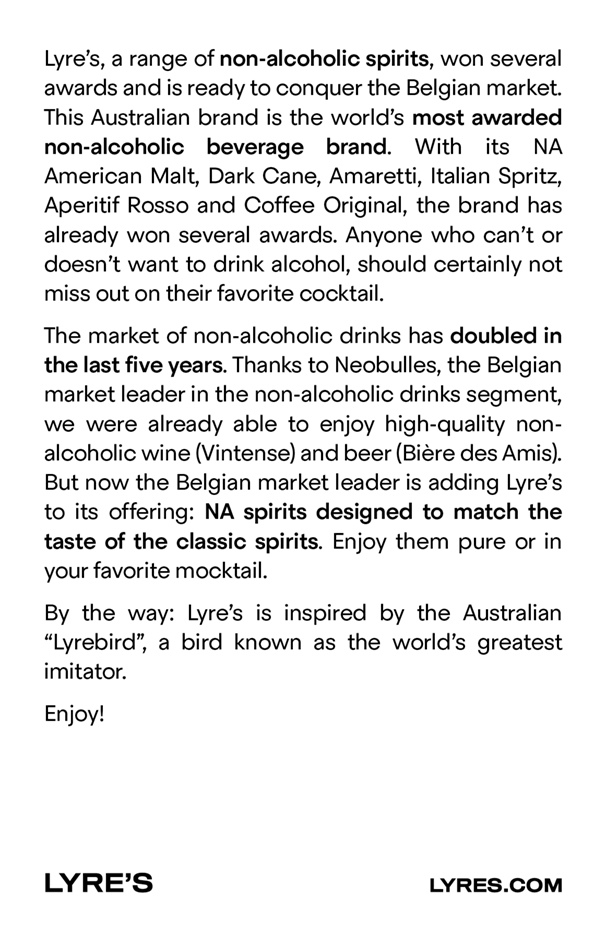 Lyre’s, a range of non-alcoholic spirits, won several
awards and is ready to conquer the Belgian market.
This Australian brand is the world’s most awarded
non-alcoholic beverage brand. With its NA
American Malt, Dark Cane, Amaretti, Italian Spritz,
Aperitif Rosso and Coffee Original, the brand has
already won several awards. Anyone who can’t or
doesn’t want to drink alcohol, should certainly not
miss out on their favorite cocktail.
The market of non-alcoholic drinks has doubled in
the last five years. Thanks to Neobulles, the Belgian
market leader in the non-alcoholic drinks segment,
we were already able to enjoy high-quality non-
alcoholic wine (Vintense) and beer (Bière des Amis).
But now the Belgian market leader is adding Lyre’s
to its offering: NA spirits designed to match the
taste of the classic spirits. Enjoy them pure or in
your favorite mocktail.
By the way: Lyre’s is inspired by the Australian
“Lyrebird”, a bird known as the world’s greatest
imitator.
Enjoy!
LYRE’S
LYRES.COM